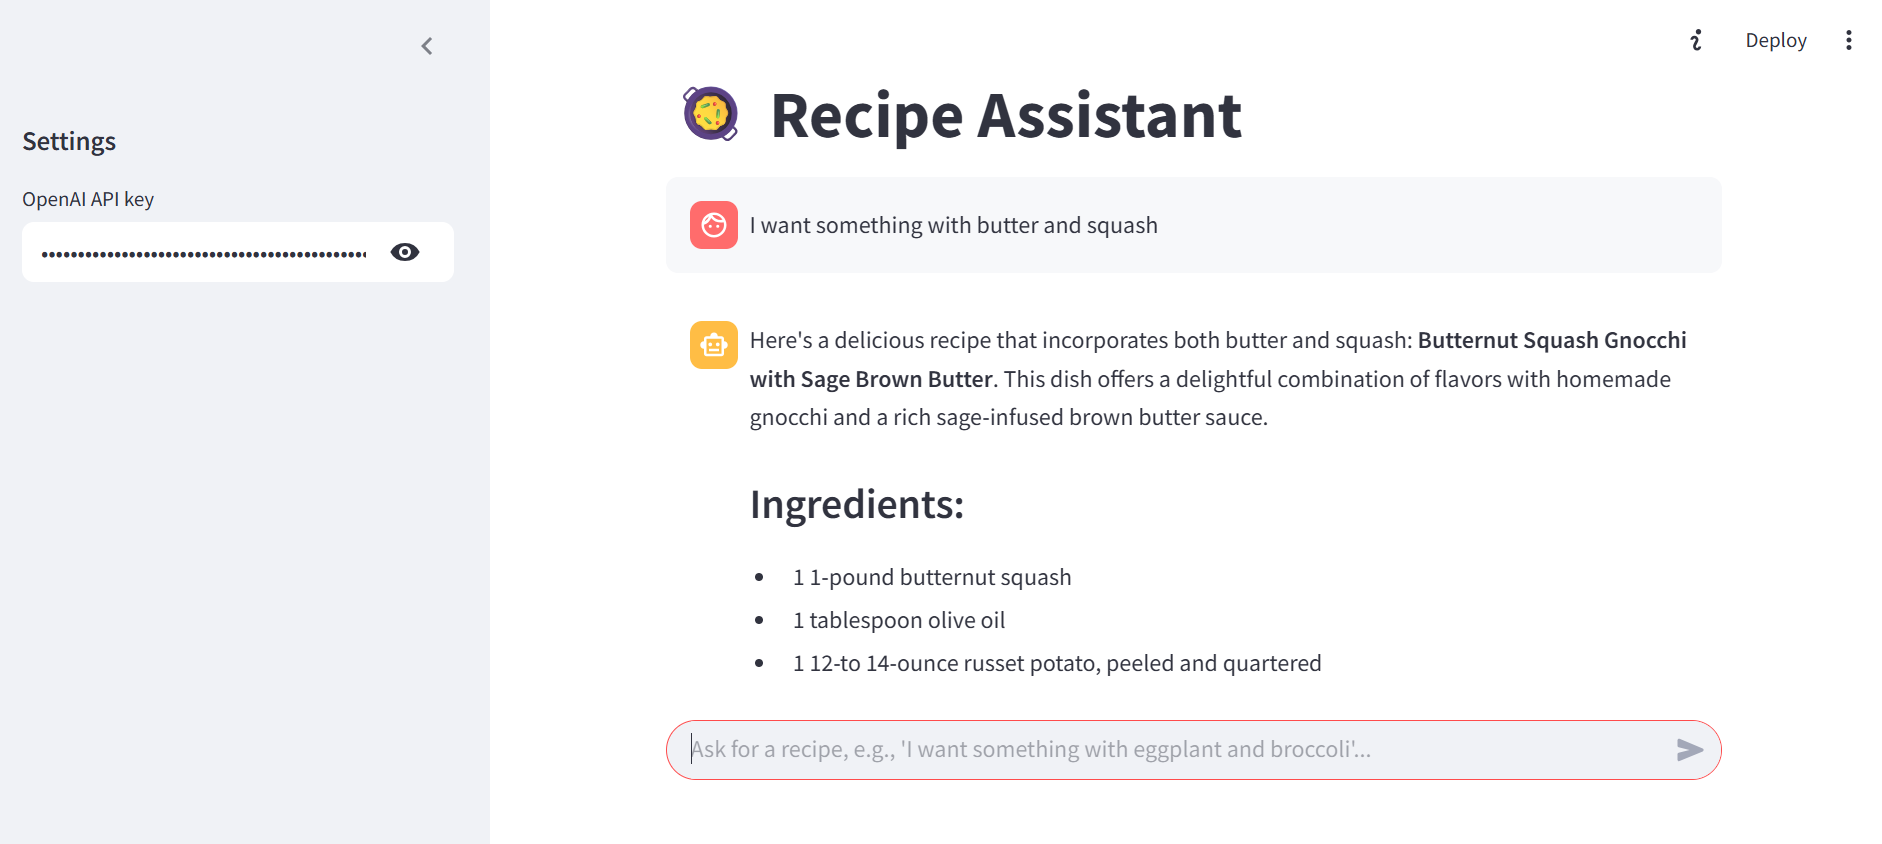 Deploy
Settings
OpenAI API key
••••••••••••••••••••••••••••••••••••••••••••
Recipe Assistant
I want something with butter and squash
Here's a delicious recipe that incorporates both butter and squash: Butternut Squash Gnocchi
with Sage Brown Butter. This dish offers a delightful combination of flavors with homemade
gnocchi and a rich sage-infused brown butter sauce.
Ingredients:
• 1 1-pound butternut squash
• 1 tablespoon olive oil
• 1 12-to 14-ounce russet potato, peeled and quartered
Ask for a recipe, e.g., 'I want something with eggplant and broccoli'...